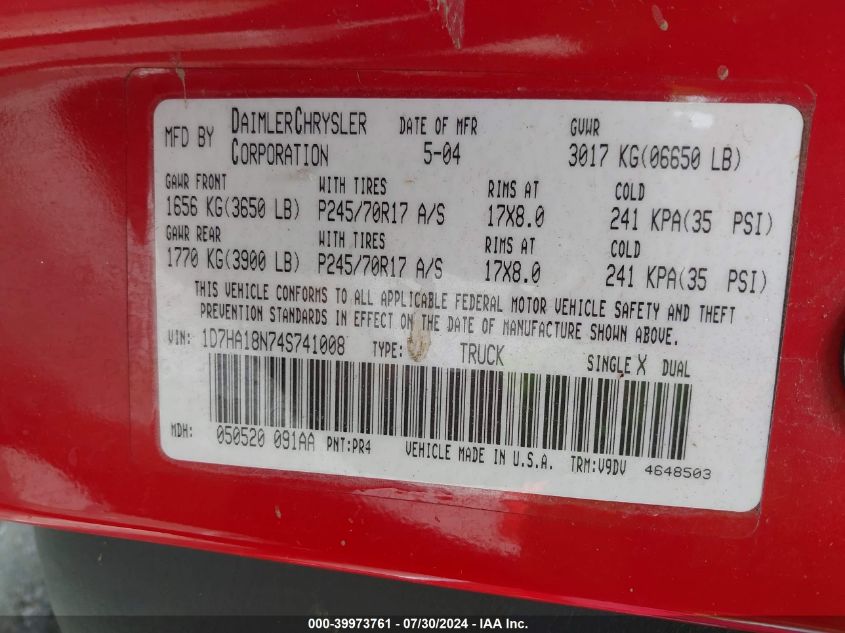 MFD BY DAIMLERCHRYSLER CORPORATION DATE OF MFR 5-04 GVWR 3017 KG(06650 LB)
GAWR FRONT WITH TIRES RIMS AT COLD
1656 KG(3650 LB) P245/70R17 A/S 17X8.0 241 KPA(35 PSI)
GAWR REAR WITH TIRES RIMS AT COLD
1770 KG(3900 LB) P245/70R17 A/S 17X8.0 241 KPA(35 PSI)
THIS VEHICLE CONFORMS TO ALL APPLICABLE FEDERAL MOTOR VEHICLE SAFETY AND THEFT
PREVENTION STANDARDS IN EFFECT ON THE DATE OF MANUFACTURE SHOWN ABOVE.
VIN: 1D7HA18N74S741008 TYPE: TRUCK SINGLE X DUAL
MDH: 050520 091AA PNT:PR4 VEHICLE MADE IN U.S.A. TRM:V9DV 4648503
000-39973761 - 07/30/2024 - IAAI.com